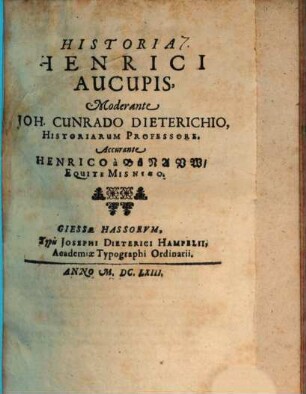 HISTORIA 7.
HENRICI
AUCUPIS,
Moderante
JOH. CUNRADO DIETERICHIO,
HISTORIARUM PROFESSORE.
Accurante
HENRICO à
EQUITE MISNICO.
GIESSÆ HASSORUM,
Typis JOSEPHI DIETERICI HAMPELII,
Academiæ Typographi Ordinarii.
ANNO M. DC. LXIII.